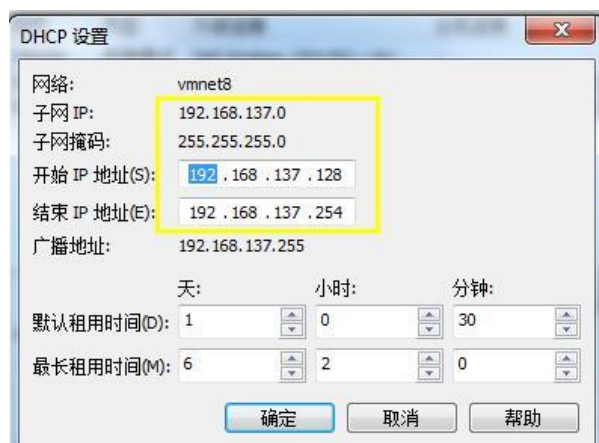 DHCP 设置
网络: vmnet8
子网 IP: 192.168.137.0
子网掩码: 255.255.255.0
开始 IP 地址(S): 192 .168 .137 .128
结束 IP 地址(E): 192 .168 .137 .254
广播地址: 192.168.137.255
天: 小时: 分钟:
默认租用时间(D): 1 0 30
最长租用时间(M): 6 2 0
确定 取消 帮助